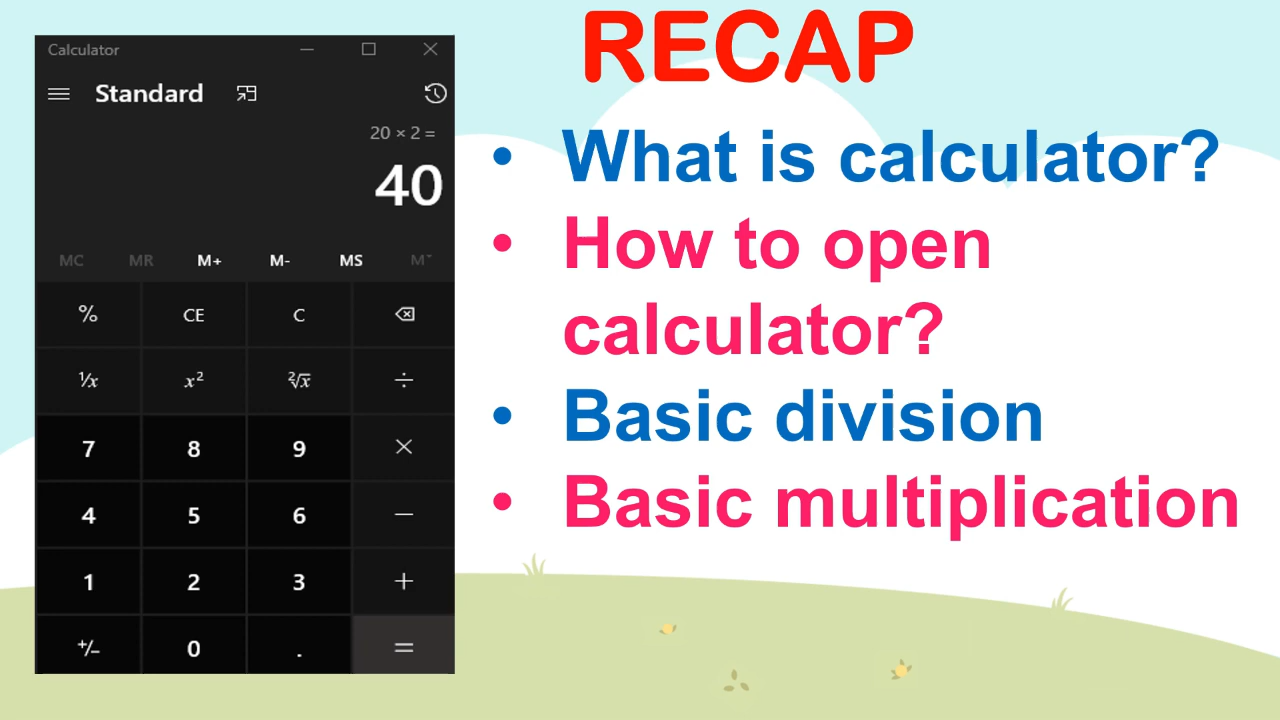 Calculator
Standard
20 × 2 =
40
MC MR M+ M- MS M˅
% CE C
¹/x x² ²√x ÷
7 8 9 ×
4 5 6 −
1 2 3 +
+/− 0 . =
RECAP
• What is calculator?
• How to open
calculator?
• Basic division
• Basic multiplication